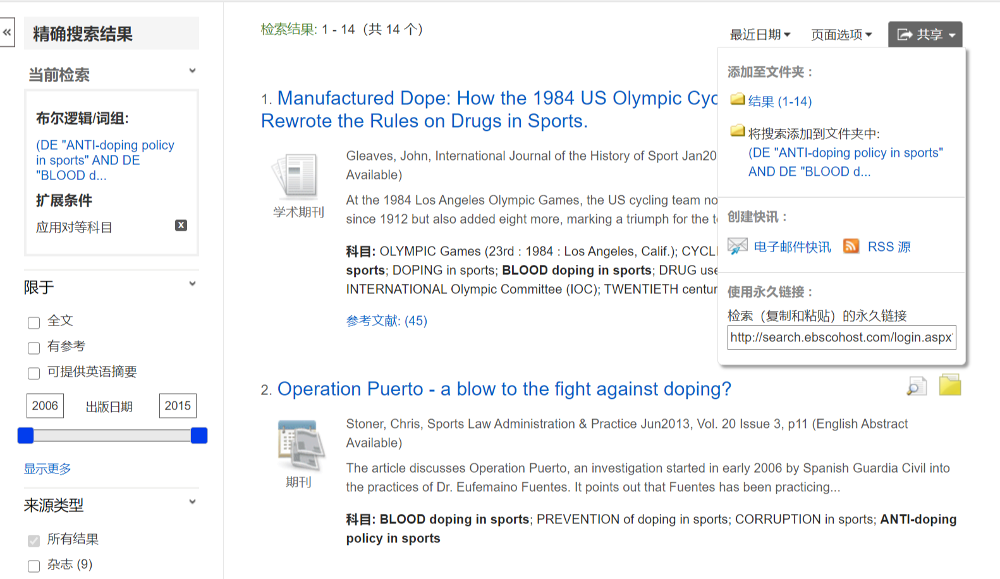 «
精确搜索结果
当前检索
布尔逻辑/词组:
(DE "ANTI-doping policy
in sports" AND DE
"BLOOD d...
扩展条件
应用对等科目
x
限于
全文
有参考
可提供英语摘要
2006 出版日期 2015
显示更多
来源类型
所有结果
杂志 (9)
检索结果: 1 - 14（共 14 个）
最近日期 页面选项 共享
1. Manufactured Dope: How the 1984 US Olympic Cyc
Rewrote the Rules on Drugs in Sports.
学术期刊
Gleaves, John, International Journal of the History of Sport Jan20
Available)
At the 1984 Los Angeles Olympic Games, the US cycling team no
since 1912 but also added eight more, marking a triumph for the t
科目: OLYMPIC Games (23rd : 1984 : Los Angeles, Calif.); CYCLI
sports; DOPING in sports; BLOOD doping in sports; DRUG use
INTERNATIONAL Olympic Committee (IOC); TWENTIETH centur
参考文献: (45)
添加至文件夹：
结果 (1-14)
将搜索添加到文件夹中:
(DE "ANTI-doping policy in sports"
AND DE "BLOOD d...
创建快讯：
电子邮件快讯 RSS 源
使用永久链接：
检索（复制和粘贴）的永久链接
http://search.ebscohost.com/login.aspx
2. Operation Puerto - a blow to the fight against doping?
期刊
Stoner, Chris, Sports Law Administration & Practice Jun2013, Vol. 20 Issue 3, p11 (English Abstract
Available)
The article discusses Operation Puerto, an investigation started in early 2006 by Spanish Guardia Civil into
the practices of Dr. Eufemaino Fuentes. It points out that Fuentes has been practicing...
科目: BLOOD doping in sports; PREVENTION of doping in sports; CORRUPTION in sports; ANTI-doping
policy in sports